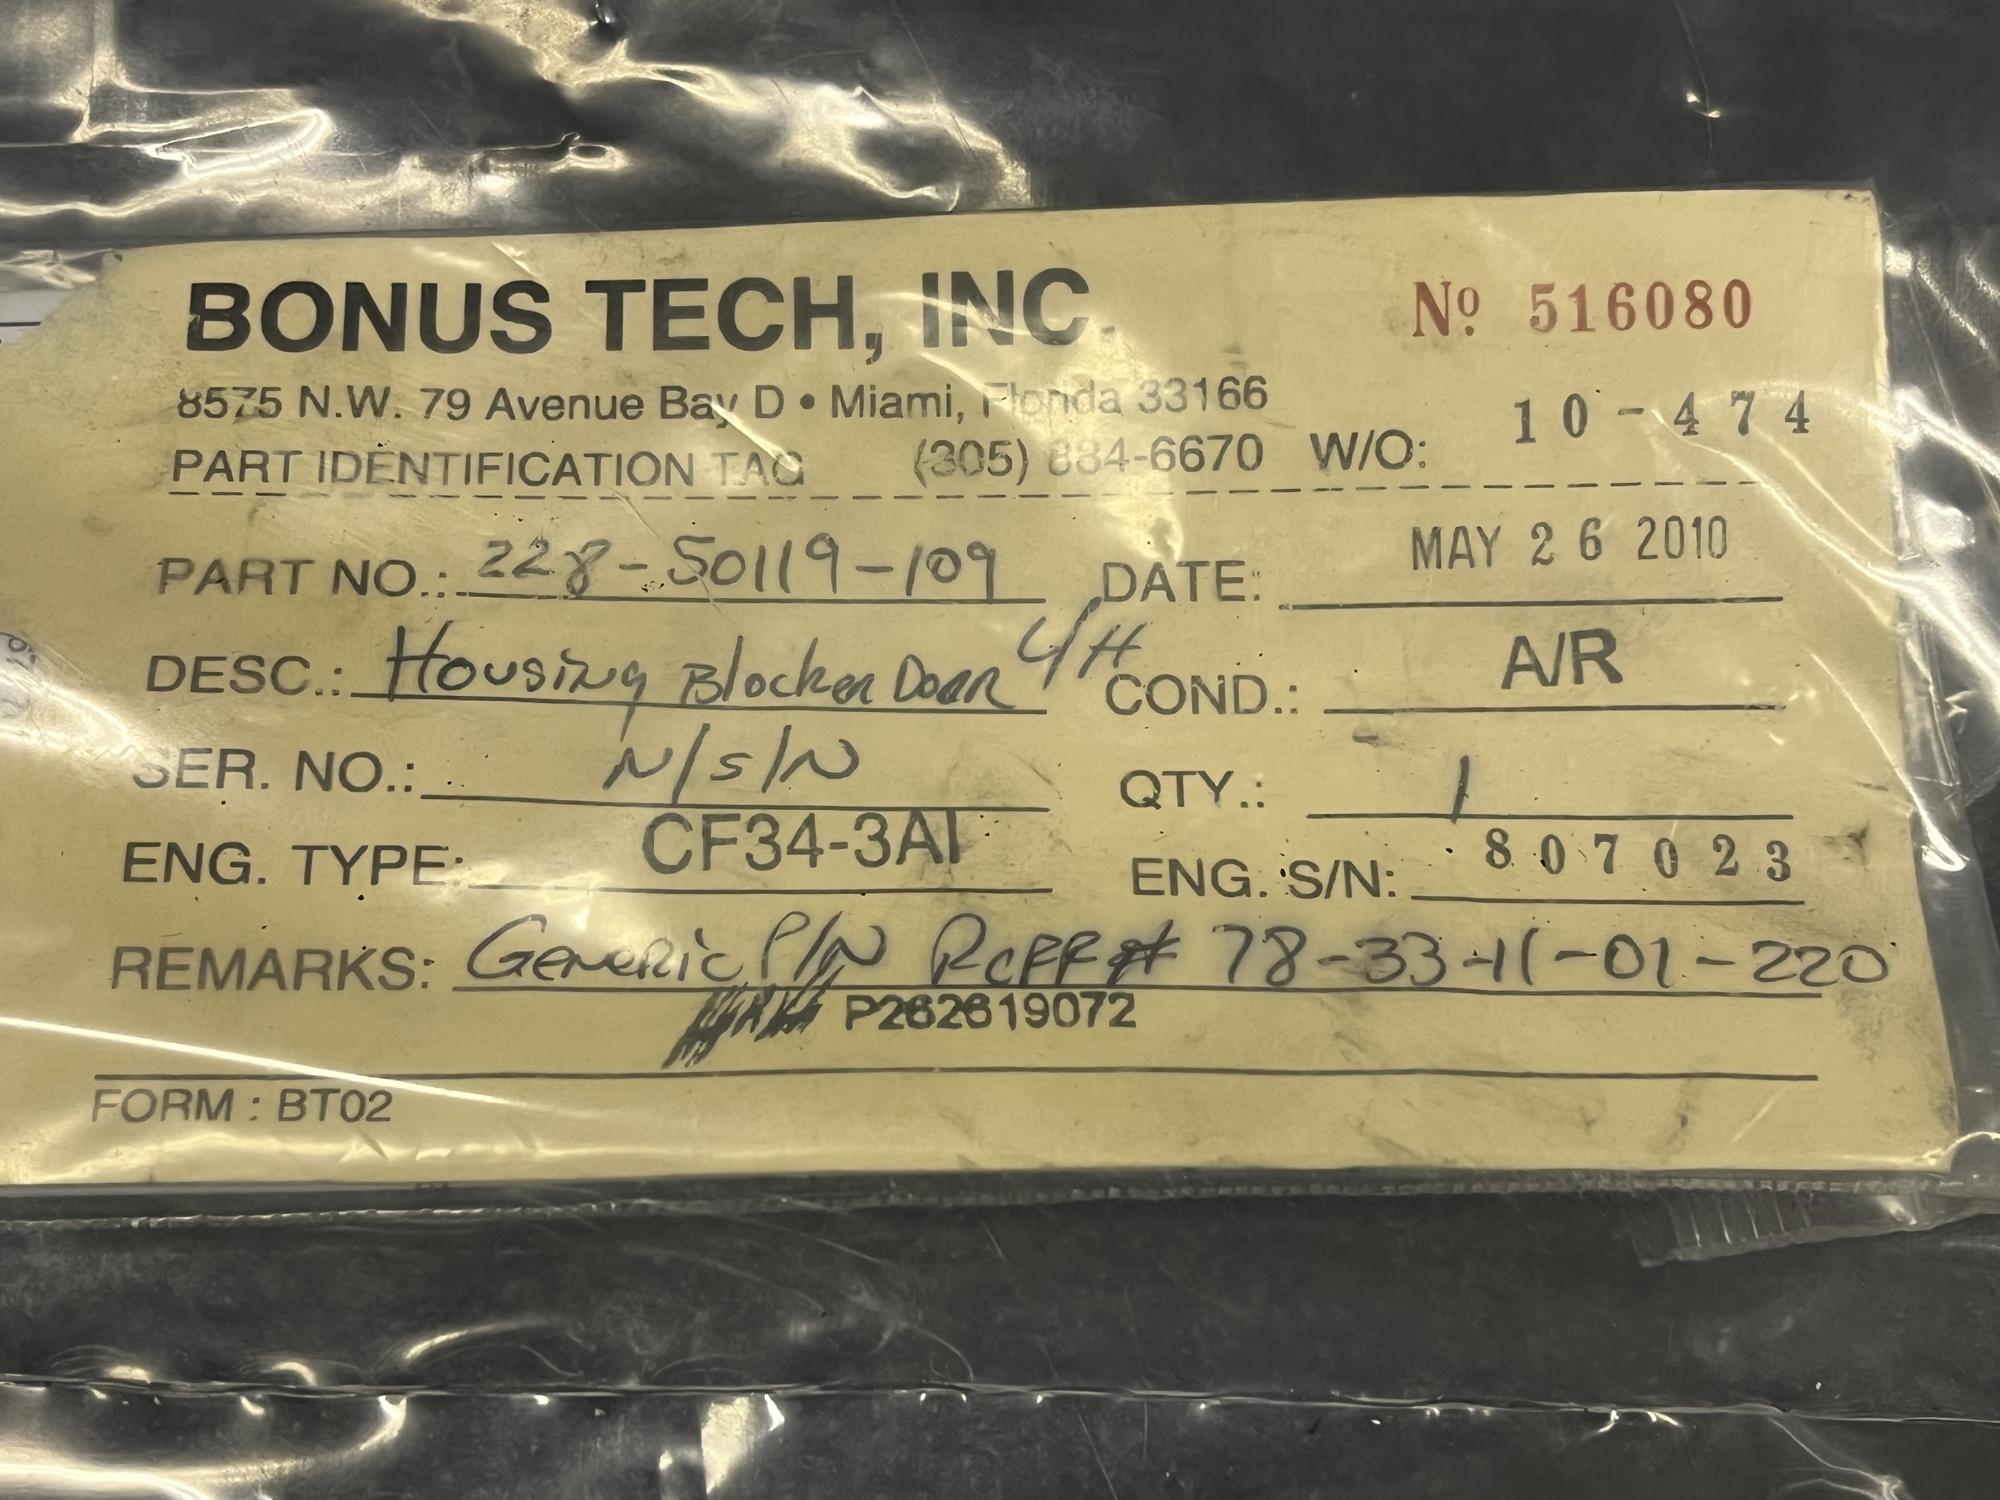 BONUS TECH, INC.
Nº 516080
8575 N.W. 79 Avenue Bay D • Miami, Florida 33166
PART IDENTIFICATION TAG (305) 884-6670 W/O: 10-474
PART NO.: 228-50119-109 DATE: MAY 26 2010
DESC.: Housing Blocker Door COND.: A/R
SER. NO.: N/S/N QTY.: 1
ENG. TYPE: CF34-3A1 ENG. S/N: 807023
REMARKS: Generic P/N Ref# 78-33-11-01-220
P262619072
FORM : BT02